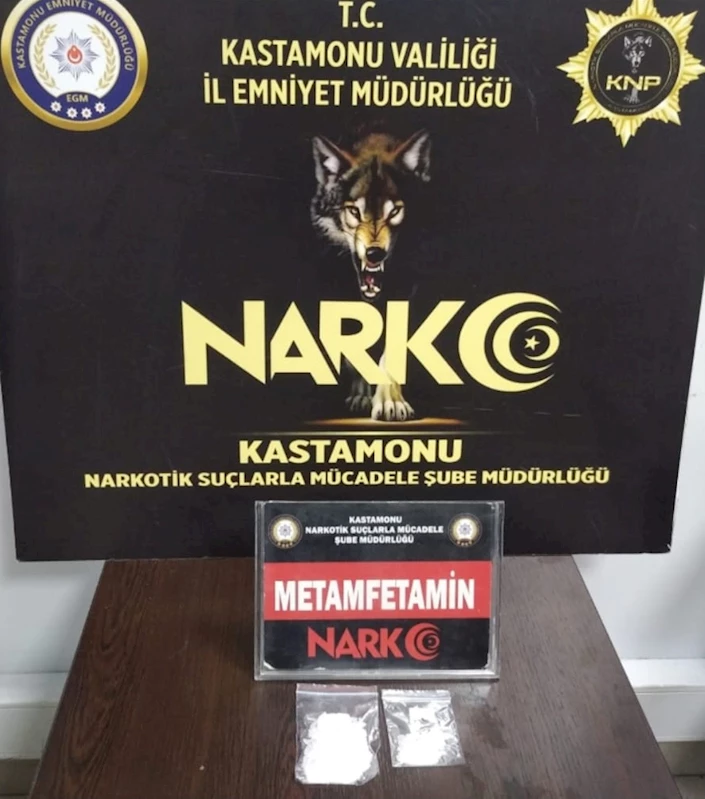 KASTAMONU EMNİYET MÜDÜRLÜĞÜ
EGM
T.C.
KASTAMONU VALİLİĞİ
İL EMNİYET MÜDÜRLÜĞÜ
KNP
NARKO
KASTAMONU
NARKOTİK SUÇLARLA MÜCADELE ŞUBE MÜDÜRLÜĞÜ
KASTAMONU
NARKOTİK SUÇLARLA MÜCADELE
ŞUBE MÜDÜRLÜĞÜ
METAMFETAMİN
NARKO